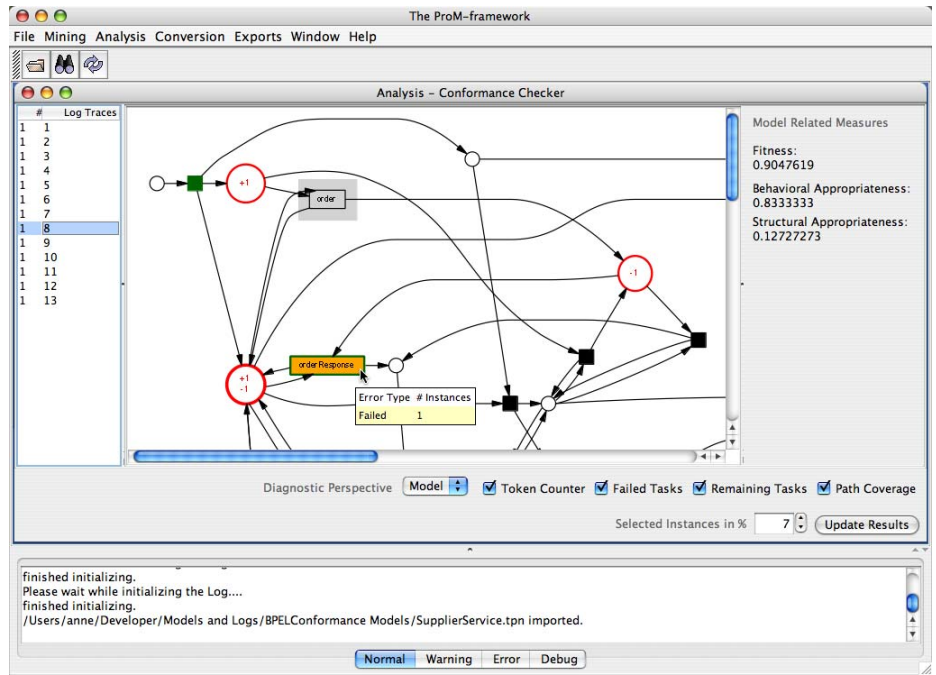 The ProM-framework
File Mining Analysis Conversion Exports Window Help
Analysis - Conformance Checker
# Log Traces
1 1
1 2
1 3
1 4
1 5
1 6
1 7
1 8
1 9
1 10
1 11
1 12
1 13
+1
order
-1
+1
-1
orderResponse
Error Type # Instances
Failed 1
Model Related Measures
Fitness:
0.9047619
Behavioral Appropriateness:
0.8333333
Structural Appropriateness:
0.12727273
Diagnostic Perspective Model Token Counter Failed Tasks Remaining Tasks Path Coverage
Selected Instances in % 7 Update Results
finished initializing.
Please wait while initializing the Log....
finished initializing.
/Users/anne/Developer/Models and Logs/BPELConformance Models/SupplierService.tpn imported.
Normal Warning Error Debug